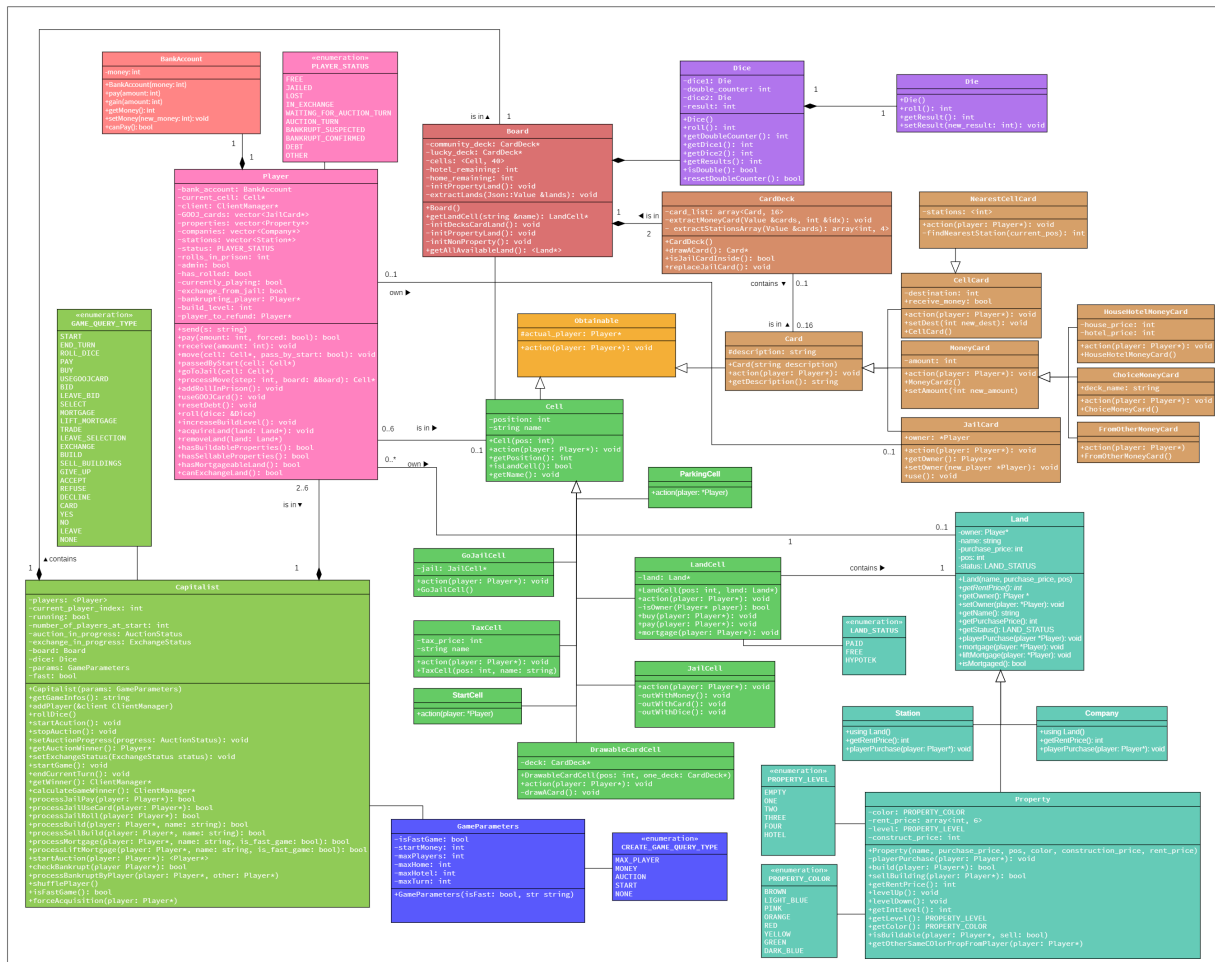 BankAccount
-money: int
+BankAccount(money: int)
+pay(amount: int)
+gain(amount: int)
+getMoney(): int
+setMoney(new_money: int): void
+canPay(): bool
«enumeration»
PLAYER_STATUS
FREE
JAILED
LOST
IN_EXCHANGE
WAITING_FOR_AUCTION_TURN
AUCTION_TURN
BANKRUPT_SUSPECTED
BANKRUPT_CONFIRMED
DEBT
OTHER
Dice
-dice1: Die
-double_counter: int
-dice2: Die
-result: int
+Dice()
+roll(): int
+getDoubleCounter(): int
+getDice1(): int
+getDice2(): int
+getResults(): int
+isDouble(): bool
+resetDoubleCounter(): bool
Die
+Die()
+roll(): int
+getResult(): int
+setResult(new_result: int): void
Board
-community_deck: CardDeck*
-lucky_deck: CardDeck*
-cells: <Cell, 40>
-hotel_remaining: int
-home_remaining: int
-initPropertyLand(): void
-extractLands(Json::Value &lands): void
+Board()
+getLandCell(string &name): LandCell*
-initDecksCardLand(): void
-initPropertyLand(): void
-initNonProperty(): void
+getAllAvailableLand(): <Land*>
Player
-bank_account: BankAccount
-current_cell: Cell*
-client: ClientManager*
-GOOJ_cards: vector<JailCard*>
-properties: vector<Property*>
-companies: vector<Company*>
-stations: vector<Station*>
-status: PLAYER_STATUS
-rolls_in_prison: int
-admin: bool
-has_rolled: bool
-currently_playing: bool
-exchange_from_jail: bool
-bankrupting_player: Player*
-build_level: int
-player_to_refund: Player*
+send(s: string)
+pay(amount: int, forced: bool): bool
+receive(amount: int): void
+move(cell: Cell*, pass_by_start: bool): void
+passedByStart(cell: Cell*)
+goToJail(cell: Cell*)
+processMove(step: int, board: &Board): Cell*
+addRollInPrison(): void
+useGOOJCard(): void
+resetDebt(): void
+roll(dice: &Dice)
+increaseBuildLevel(): void
+acquireLand(land: Land*): void
+removeLand(land: Land*)
+hasBuildableProperties(): bool
+hasSellableProperties(): bool
+hasMortgageableLand(): bool
+canExchangeLand(): bool
CardDeck
-card_list: array<Card, 16>
-extractMoneyCard(Value &cards, int &idx): void
- extractStationsArray(Value &cards): array<int, 4>
+CardDeck()
+drawACard(): Card*
+isJailCardInside(): bool
+replaceJailCard(): void
NearestCellCard
-stations: <int>
+action(player: Player*): void
-findNearestStation(current_pos): int
CellCard
-destination: int
+receive_money: bool
+action(player: Player*): void
+setDest(int new_dest): void
+CellCard()
HouseHotelMoneyCard
-house_price: int
-hotel_price: int
+action(player: Player*): void
+HouseHotelMoneyCard()
MoneyCard
-amount: int
+action(player: Player*): void
+MoneyCard2()
+setAmount(int new_amount)
ChoiceMoneyCard
+deck_name: string
+action(player: Player*): void
+ChoiceMoneyCard()
FromOtherMoneyCard
+action(player: Player*)
+FromOtherMoneyCard()
JailCard
+owner: *Player
+action(player: Player*): void
+getOwner(): Player*
+setOwner(new_player *Player): void
+use(): void
Card
#description: string
+Card(string description)
+action(player: Player*): void
+getDescription(): string
Obtainable
#actual_player: Player*
+action(player: Player*): void
Cell
-position: int
-string name
+Cell(pos: int)
+action(player: Player*): void
+getPosition(): int
+isLandCell(): bool
+getName(): void
«enumeration»
GAME_QUERY_TYPE
START
END_TURN
ROLL_DICE
PAY
BUY
USEGOOJCARD
BID
LEAVE_BID
SELECT
MORTGAGE
LIFT_MORTGAGE
TRADE
LEAVE_SELECTION
EXCHANGE
BUILD
SELL_BUILDINGS
GIVE_UP
ACCEPT
REFUSE
DECLINE
CARD
YES
NO
LEAVE
NONE
ParkingCell
+action(player: *Player)
GoJailCell
-jail: JailCell*
+action(player: Player*): void
+GoJailCell()
LandCell
-land: Land*
+LandCell(pos: int, land: Land*)
+action(player: Player*): void
-isOwner(Player* player): bool
+buy(player: Player*): void
+pay(player: Player*): void
+mortgage(player: Player*): void
TaxCell
-tax_price: int
-string name
+action(player: Player*): void
+TaxCell(pos: int, name: string)
StartCell
+action(player: *Player)
JailCell
+action(player: Player*): void
-outWithMoney(): void
-outWithCard(): void
-outWithDice(): void
DrawableCardCell
-deck: CardDeck*
+DrawableCardCell(pos: int, one_deck: CardDeck*)
+action(player: Player*): void
-drawACard(): void
Land
-owner: Player*
-name: string
-purchase_price: int
-pos: int
-status: LAND_STATUS
+Land(name, purchase_price, pos)
+getRentPrice(): int
+getOwner(): Player *
+setOwner(player: *Player): void
+getName(): string
+getPurchasePrice(): int
+getStatus(): LAND_STATUS
+playerPurchase(player *Player): void
+mortgage(player: *Player): void
+liftMortgage(player: *Player): void
+isMortgaged(): bool
«enumeration»
LAND_STATUS
PAID
FREE
HYPOTEK
Station
+using Land()
+getRentPrice(): int
+playerPurchase(player: Player*): void
Company
+using Land()
+getRentPrice(): int
+playerPurchase(player: Player*): void
«enumeration»
PROPERTY_LEVEL
EMPTY
ONE
TWO
THREE
FOUR
HOTEL
«enumeration»
PROPERTY_COLOR
BROWN
LIGHT_BLUE
PINK
ORANGE
RED
YELLOW
GREEN
DARK_BLUE
Property
-color: PROPERTY_COLOR
-rent_price: array<int, 6>
-level: PROPERTY_LEVEL
-construct_price: int
+Property(name, purchase_price, pos, color, construction_price, rent_price)
-playerPurchase(player: Player*): void
+build(player: Player*): void
+sellBuilding(player: Player*): bool
+getRentPrice(): int
+levelUp(): void
+levelDown(): void
+getIntLevel(): int
+getLevel(): PROPERTY_LEVEL
+getColor(): PROPERTY_COLOR
+isBuildable(player: Player*, sell: bool)
+getOtherSameCOlorPropFromPlayer(player: Player*)
Capitalist
-players: <Player>
-current_player_index: int
-running: bool
-number_of_players_at_start: int
-auction_in_progress: AuctionStatus
-exchange_in_progress: ExchangeStatus
-board: Board
-dice: Dice
-params: GameParameters
-fast: bool
+Capitalist(params: GameParameters)
+getGameInfos(): string
+addPlayer(&client ClientManager)
+rollDice()
+startAcution(): void
+stopAuction(): void
+setAuctionProgress(progress: AuctionStatus): void
+getAuctionWinner(): Player*
+setExchangeStatus(ExchangeStatus status): void
+startGame(): void
+endCurrentTurn(): void
+getWinner(): ClientManager*
+calculateGameWinner(): ClientManager*
+processJailPay(player: Player*): bool
+processJailUseCard(player: Player*): bool
+processJailRoll(player: Player*): bool
+processBuild(player: Player*, name: string): bool
+processSellBuild(player: Player*, name: string): bool
+processMortgage(player: Player*, name: string, is_fast_game: bool): bool
+processLiftMortgage(player: Player*, name: string, is_fast_game: bool): bool
+startAuction(player: Player*): <Player*>
+checkBankrupt(player: Player*): bool
+processBankruptByPlayer(player: Player*, other: Player*)
+shufflePlayer()
+isFastGame(): bool
+forceAcquisition(player: Player*)
GameParameters
-isFastGame: bool
-startMoney: int
-maxPlayers: int
-maxHome: int
-maxHotel: int
-maxTurn: int
+GameParameters(isFast: bool, str string)
«enumeration»
CREATE_GAME_QUERY_TYPE
MAX_PLAYER
MONEY
AUCTION
START
NONE
1
is in ▲
1
1
1
1
1
1
◄ is in
2
contains ▼
0..1
is in ▲
0..16
0..1
own ►
0..6
is in ►
0..1
0..*
own ►
0..1
0..1
1
contains ►
1
2..6
is in ▼
▲ contains
1
1